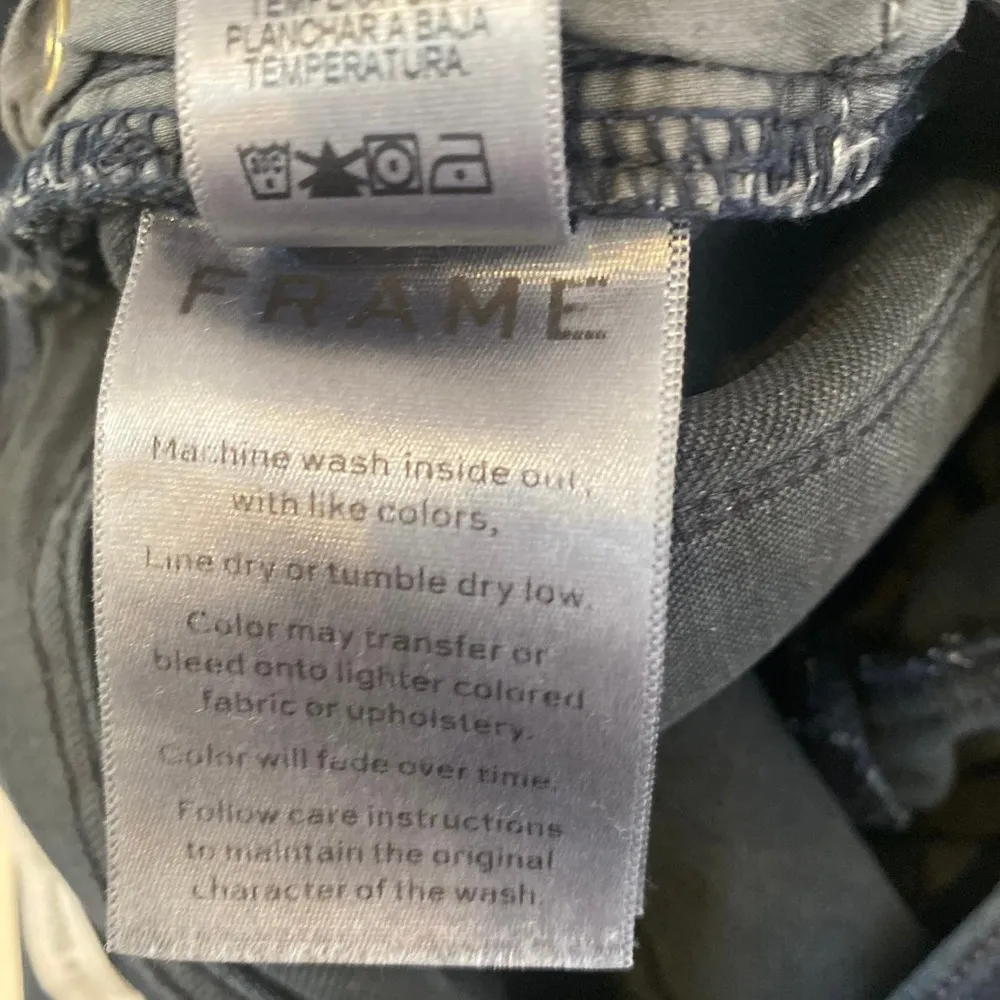 PLANCHAR A BAJA
TEMPERATURA
FRAME
Machine wash inside out,
with like colors,
Line dry or tumble dry low.
Color may transfer or
bleed onto lighter colored
fabric or upholstery.
Color will fade over time.
Follow care instructions
to maintain the original
character of the wash.